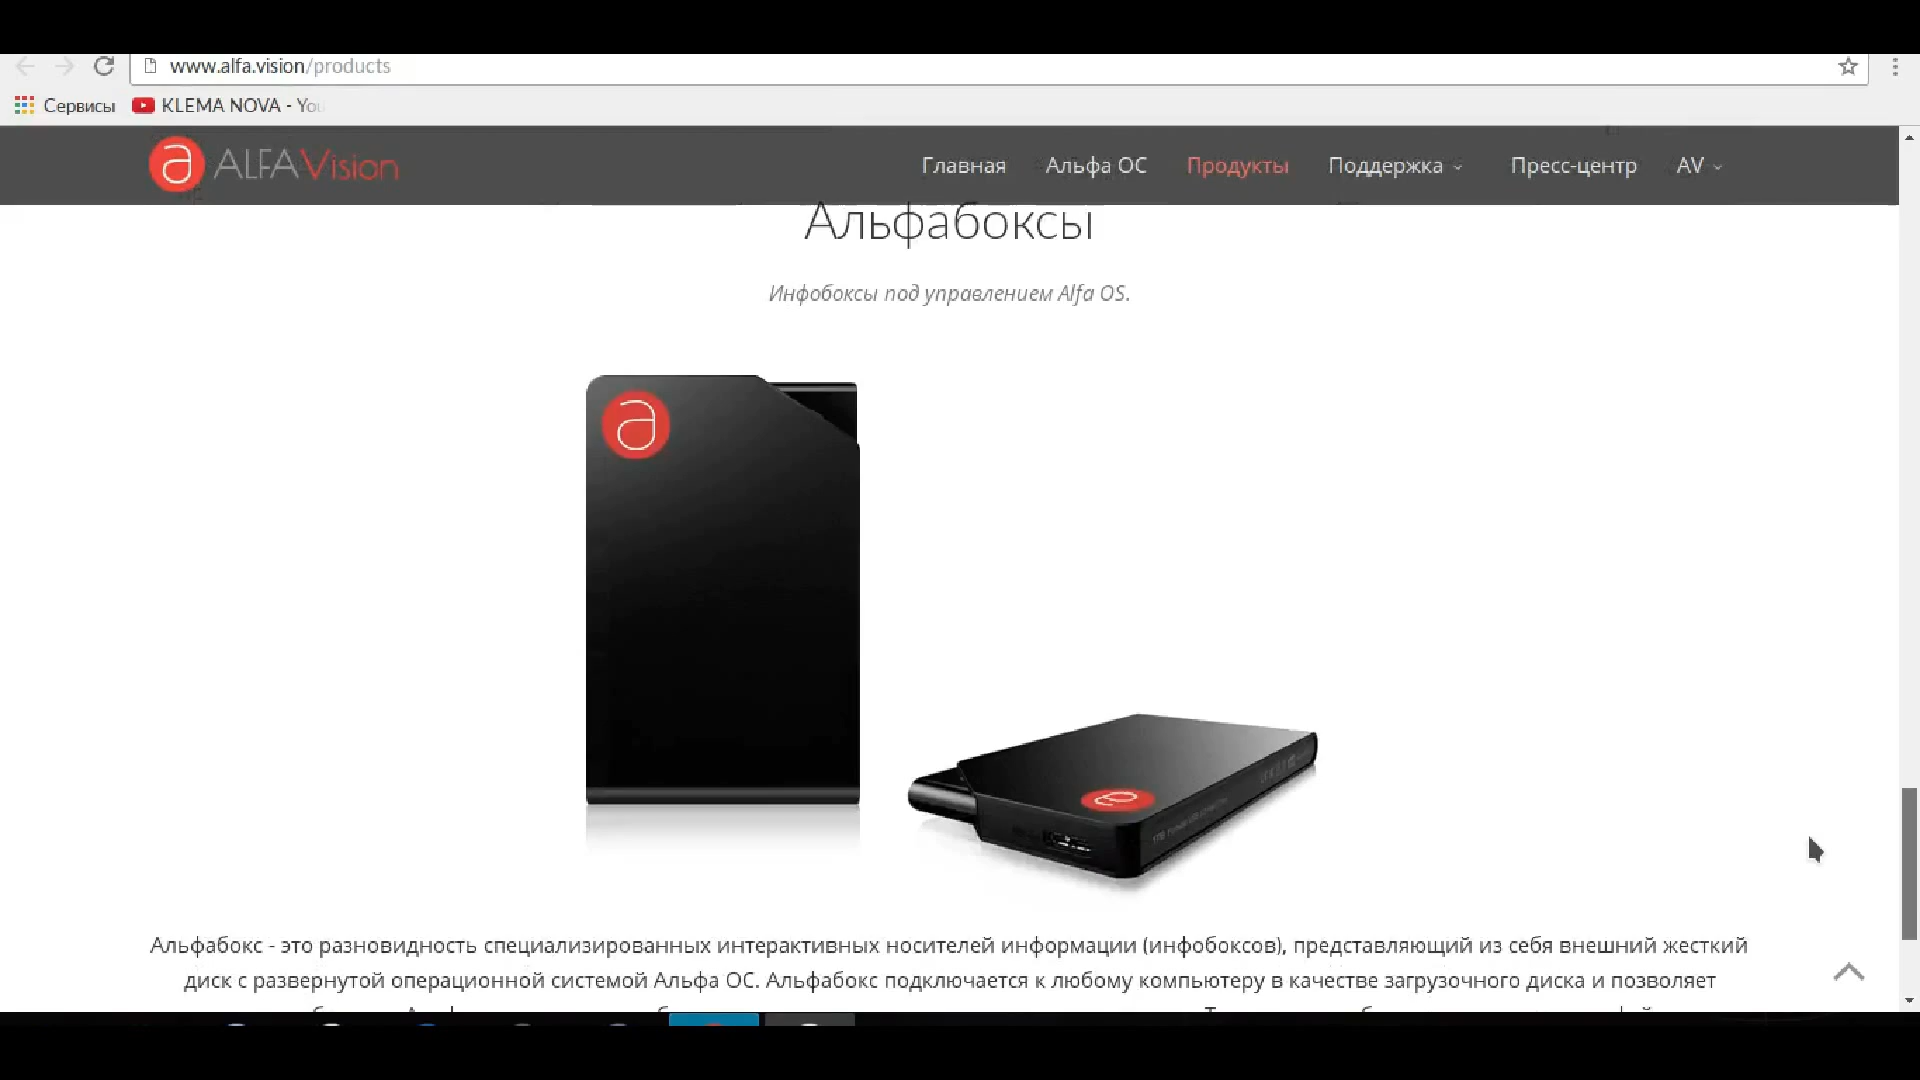 www.alfa.vision/products
Сервисы KLEMA NOVA - You
a ALFAVision Главная Альфа ОС Продукты Поддержка Пресс-центр AV
Альфабоксы
Инфобоксы под управлением Alfa OS.
a
a
Альфабокс - это разновидность специализированных интерактивных носителей информации (инфобоксов), представляющий из себя внешний жесткий
диск с развернутой операционной системой Альфа ОС. Альфабокс подключается к любому компьютеру в качестве загрузочного диска и позволяет